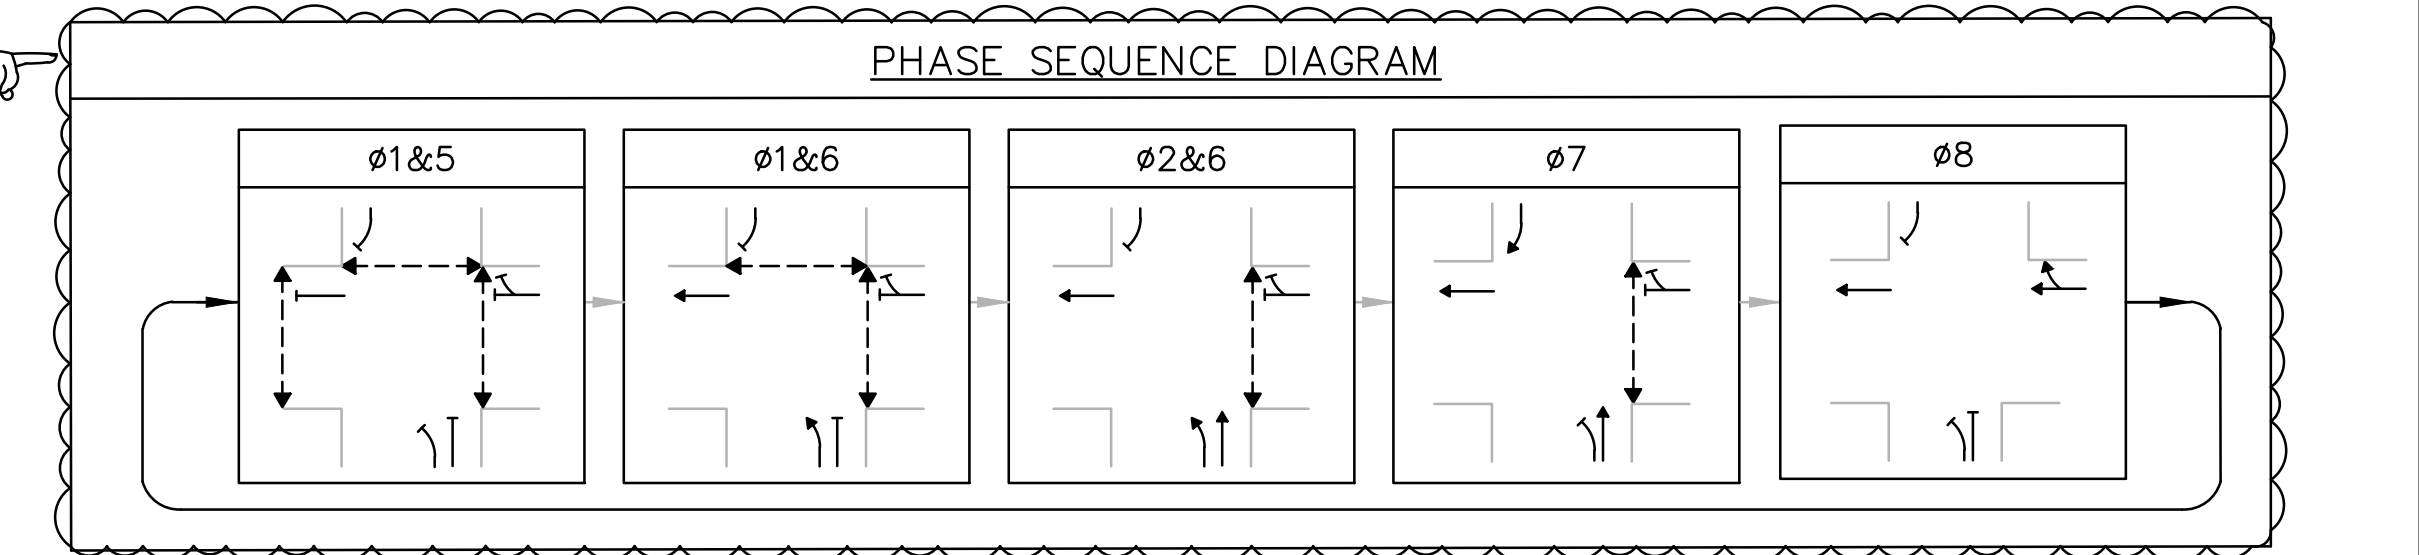 PHASE SEQUENCE DIAGRAM
ø1&5
ø1&6
ø2&6
ø7
ø8